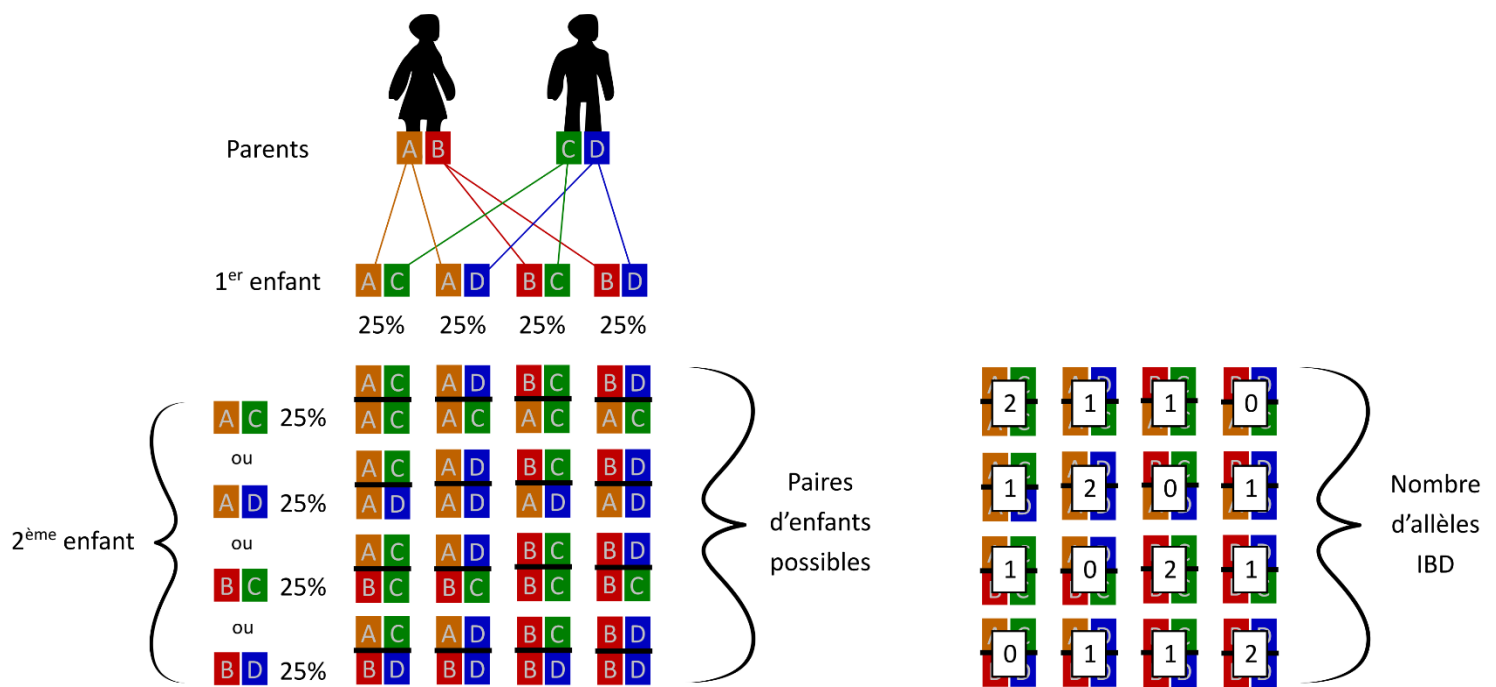 A B C D
Parents
1er enfant
A C A D B C B D
25% 25% 25% 25%
2ème enfant
A C 25%
ou
A D 25%
ou
B C 25%
ou
B D 25%
A C A D B C B D
A C A C A C A C
A C A D B C B D
A D A D A D A D
A C A D B C B D
B C B C B C B C
A C A D B C B D
B D B D B D B D
Paires
d'enfants
possibles
2 1 1 0
1 2 0 1
1 0 2 1
0 1 1 2
Nombre
d'allèles
IBD